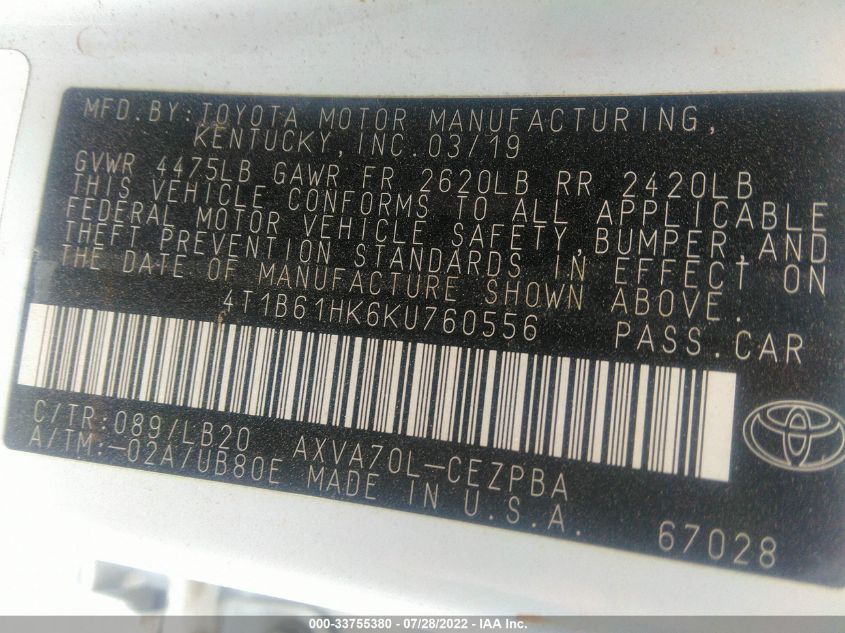 MFD.BY:TOYOTA MOTOR MANUFACTURING,
KENTUCKY,INC.03/19
GVWR 4475LB GAWR FR 2620LB RR 2420LB
THIS VEHICLE CONFORMS TO ALL APPLICABLE
FEDERAL MOTOR VEHICLE SAFETY,BUMPER,AND
THEFT PREVENTION STANDARDS IN EFFECT ON
THE DATE OF MANUFACTURE SHOWN ABOVE.
4T1B61HK6KU760556 PASS.CAR
C/TR:089/LB20 AXVA70L-CEZPBA
A/TM:-02A/UB80E MADE IN U.S.A.
67028
000-33755380 - 07/28/2022 - IAA Inc.